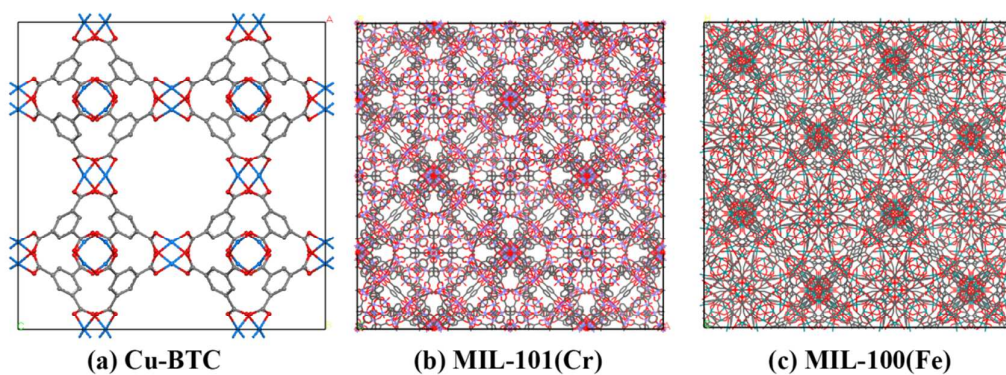 A
C
A
(a) Cu-BTC
(b) MIL-101(Cr)
(c) MIL-100(Fe)